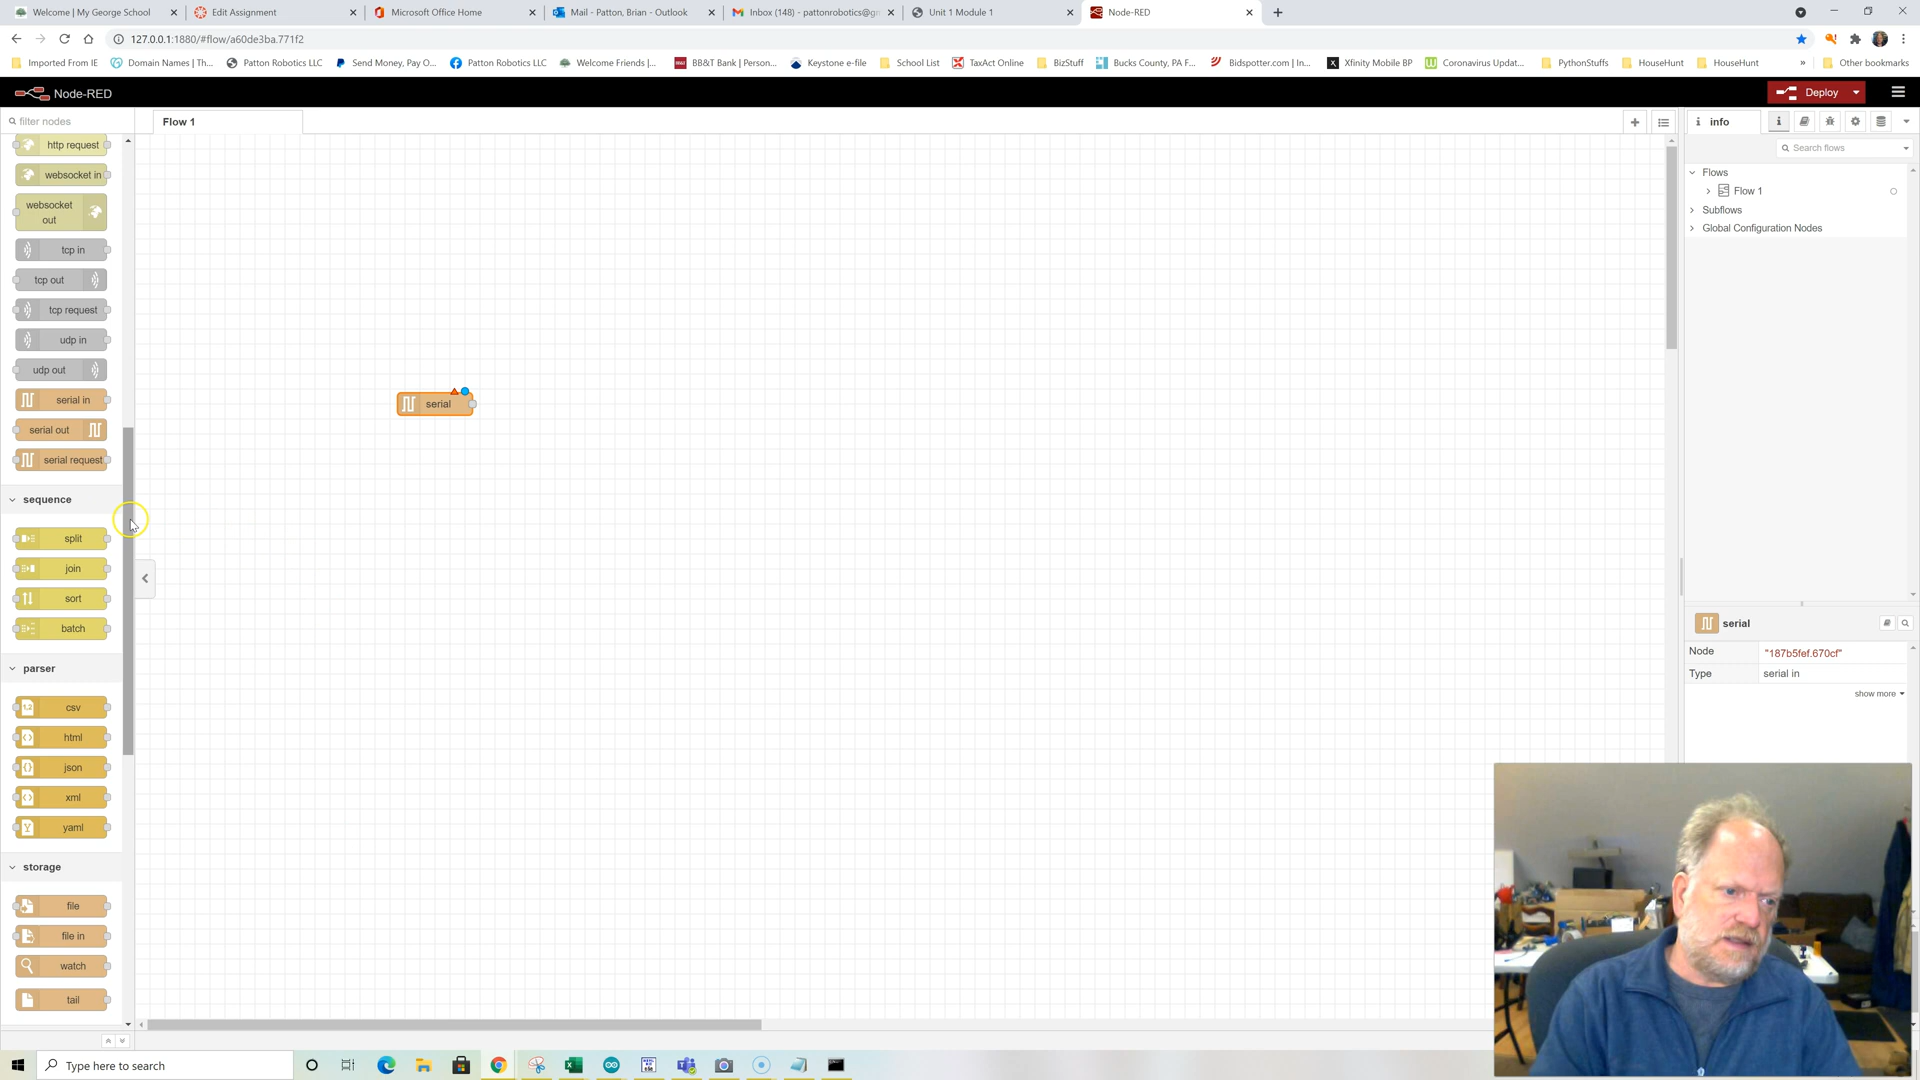 Welcome | My George School
Edit Assignment
Microsoft Office Home
Mail - Patton, Brian - Outlook
Inbox (148) - pattonrobotics@gm
Unit 1 Module 1
Node-RED
127.0.0.1:1880/#flow/a60de3ba.771f2
Imported From IE
Domain Names | Th...
Patton Robotics LLC
Send Money, Pay O...
Patton Robotics LLC
Welcome Friends |...
BB&T Bank | Person...
Keystone e-file
School List
TaxAct Online
BizStuff
Bucks County, PA F...
Bidspotter.com | In...
Xfinity Mobile BP
Coronavirus Updat...
PythonStuffs
HouseHunt
HouseHunt
»
Other bookmarks
Node-RED
Deploy
filter nodes
Flow 1
info
Search flows
Flows
Flow 1
Subflows
Global Configuration Nodes
http request
websocket in
websocket
out
tcp in
tcp out
tcp request
udp in
udp out
serial in
serial out
serial request
sequence
split
join
sort
batch
parser
csv
html
json
xml
yaml
storage
file
file in
watch
tail
serial
serial
Node
"187b5fef.670cf"
Type
serial in
show more
Type here to search